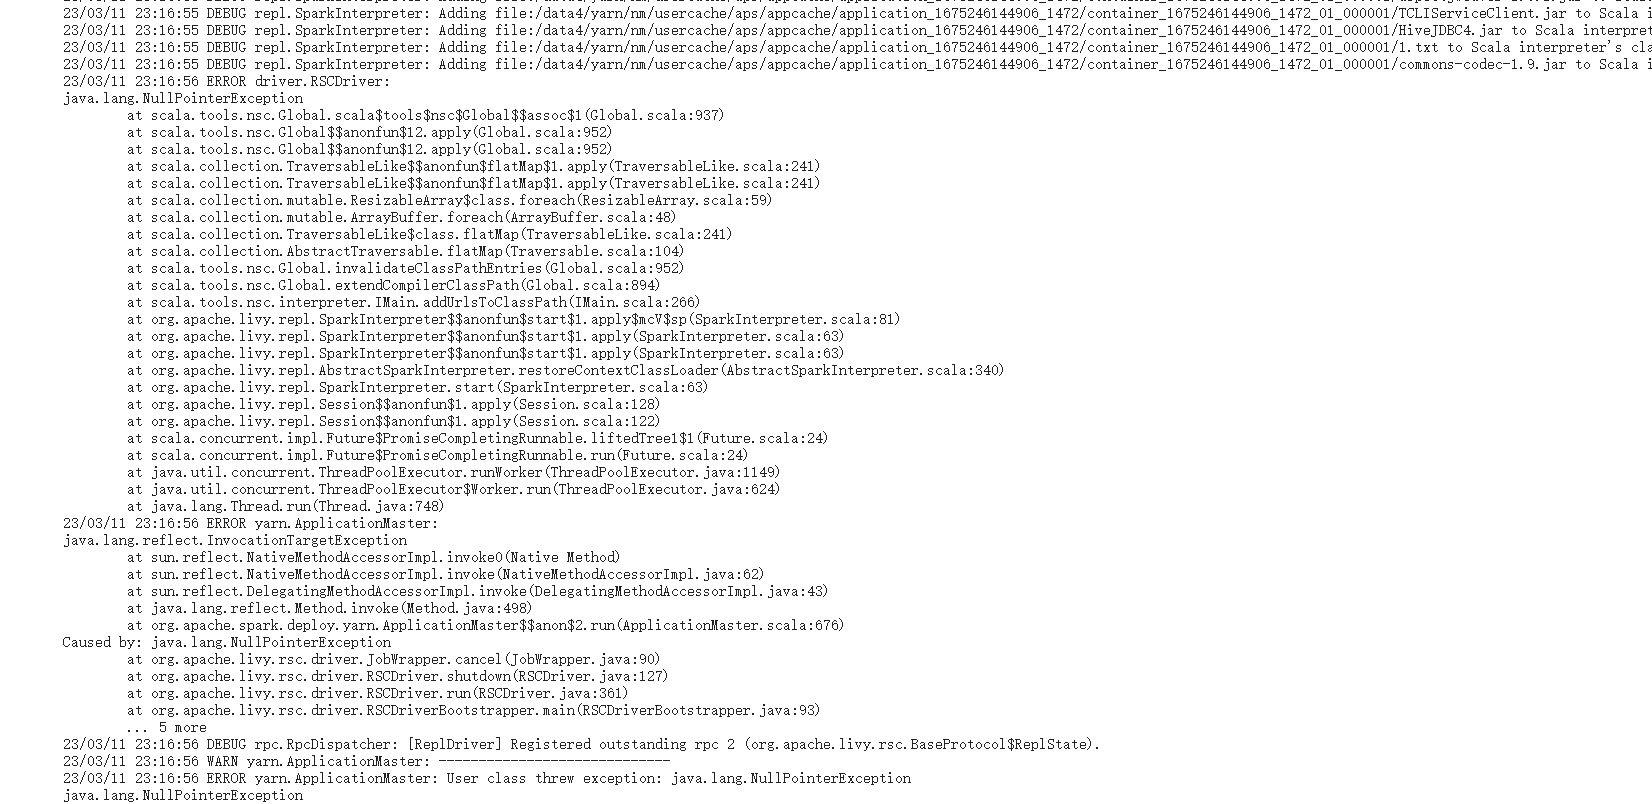 23/03/11 23:16:55 DEBUG repl.SparkInterpreter: Adding file:/data4/yarn/nm/usercache/aps/appcache/application_1675246144906_1472/container_1675246144906_1472_01_000001/TCLIServiceClient.jar to Scala i
23/03/11 23:16:55 DEBUG repl.SparkInterpreter: Adding file:/data4/yarn/nm/usercache/aps/appcache/application_1675246144906_1472/container_1675246144906_1472_01_000001/HiveJDBC4.jar to Scala interpret
23/03/11 23:16:55 DEBUG repl.SparkInterpreter: Adding file:/data4/yarn/nm/usercache/aps/appcache/application_1675246144906_1472/container_1675246144906_1472_01_000001/1.txt to Scala interpreter's cla
23/03/11 23:16:55 DEBUG repl.SparkInterpreter: Adding file:/data4/yarn/nm/usercache/aps/appcache/application_1675246144906_1472/container_1675246144906_1472_01_000001/commons-codec-1.9.jar to Scala i
23/03/11 23:16:56 ERROR driver.RSCDriver:
java.lang.NullPointerException
at scala.tools.nsc.Global.scala$tools$nsc$Global$$assoc$1(Global.scala:937)
at scala.tools.nsc.Global$$anonfun$12.apply(Global.scala:952)
at scala.tools.nsc.Global$$anonfun$12.apply(Global.scala:952)
at scala.collection.TraversableLike$$anonfun$flatMap$1.apply(TraversableLike.scala:241)
at scala.collection.TraversableLike$$anonfun$flatMap$1.apply(TraversableLike.scala:241)
at scala.collection.mutable.ResizableArray$class.foreach(ResizableArray.scala:59)
at scala.collection.mutable.ArrayBuffer.foreach(ArrayBuffer.scala:48)
at scala.collection.TraversableLike$class.flatMap(TraversableLike.scala:241)
at scala.collection.AbstractTraversable.flatMap(Traversable.scala:104)
at scala.tools.nsc.Global.invalidateClassPathEntries(Global.scala:952)
at scala.tools.nsc.Global.extendCompilerClassPath(Global.scala:894)
at scala.tools.nsc.interpreter.IMain.addUrlsToClassPath(IMain.scala:266)
at org.apache.livy.repl.SparkInterpreter$$anonfun$start$1.apply$mcV$sp(SparkInterpreter.scala:81)
at org.apache.livy.repl.SparkInterpreter$$anonfun$start$1.apply(SparkInterpreter.scala:63)
at org.apache.livy.repl.SparkInterpreter$$anonfun$start$1.apply(SparkInterpreter.scala:63)
at org.apache.livy.repl.AbstractSparkInterpreter.restoreContextClassLoader(AbstractSparkInterpreter.scala:340)
at org.apache.livy.repl.SparkInterpreter.start(SparkInterpreter.scala:63)
at org.apache.livy.repl.Session$$anonfun$1.apply(Session.scala:128)
at org.apache.livy.repl.Session$$anonfun$1.apply(Session.scala:122)
at scala.concurrent.impl.Future$PromiseCompletingRunnable.liftedTree1$1(Future.scala:24)
at scala.concurrent.impl.Future$PromiseCompletingRunnable.run(Future.scala:24)
at java.util.concurrent.ThreadPoolExecutor.runWorker(ThreadPoolExecutor.java:1149)
at java.util.concurrent.ThreadPoolExecutor$Worker.run(ThreadPoolExecutor.java:624)
at java.lang.Thread.run(Thread.java:748)
23/03/11 23:16:56 ERROR yarn.ApplicationMaster:
java.lang.reflect.InvocationTargetException
at sun.reflect.NativeMethodAccessorImpl.invoke0(Native Method)
at sun.reflect.NativeMethodAccessorImpl.invoke(NativeMethodAccessorImpl.java:62)
at sun.reflect.DelegatingMethodAccessorImpl.invoke(DelegatingMethodAccessorImpl.java:43)
at java.lang.reflect.Method.invoke(Method.java:498)
at org.apache.spark.deploy.yarn.ApplicationMaster$$anon$2.run(ApplicationMaster.scala:676)
Caused by: java.lang.NullPointerException
at org.apache.livy.rsc.driver.JobWrapper.cancel(JobWrapper.java:90)
at org.apache.livy.rsc.driver.RSCDriver.shutdown(RSCDriver.java:127)
at org.apache.livy.rsc.driver.RSCDriver.run(RSCDriver.java:361)
at org.apache.livy.rsc.driver.RSCDriverBootstrapper.main(RSCDriverBootstrapper.java:93)
... 5 more
23/03/11 23:16:56 DEBUG rpc.RpcDispatcher: [ReplDriver] Registered outstanding rpc 2 (org.apache.livy.rsc.BaseProtocol$ReplState).
23/03/11 23:16:56 WARN yarn.ApplicationMaster: -----------------------------
23/03/11 23:16:56 ERROR yarn.ApplicationMaster: User class threw exception: java.lang.NullPointerException
java.lang.NullPointerException